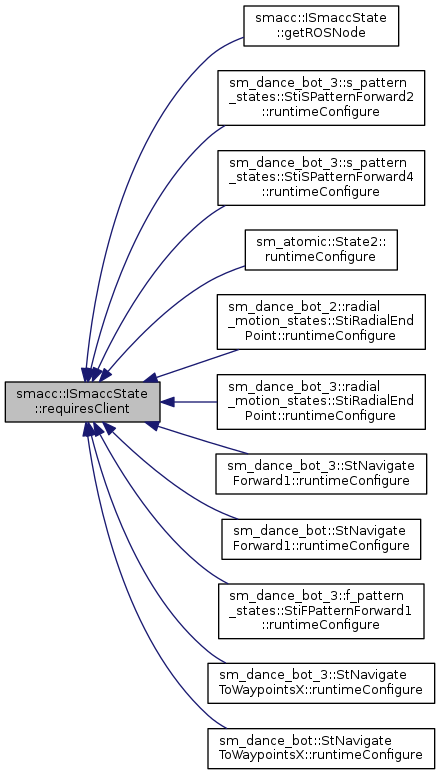 smacc::ISmaccState
::getROSNode
sm_dance_bot_3::s_pattern
_states::StiSPatternForward2
::runtimeConfigure
sm_dance_bot_3::s_pattern
_states::StiSPatternForward4
::runtimeConfigure
sm_atomic::State2::
runtimeConfigure
sm_dance_bot_2::radial
_motion_states::StiRadialEnd
Point::runtimeConfigure
smacc::ISmaccState
::requiresClient
sm_dance_bot_3::radial
_motion_states::StiRadialEnd
Point::runtimeConfigure
sm_dance_bot_3::StNavigate
Forward1::runtimeConfigure
sm_dance_bot::StNavigate
Forward1::runtimeConfigure
sm_dance_bot_3::f_pattern
_states::StiFPatternForward1
::runtimeConfigure
sm_dance_bot_3::StNavigate
ToWaypointsX::runtimeConfigure
sm_dance_bot::StNavigate
ToWaypointsX::runtimeConfigure